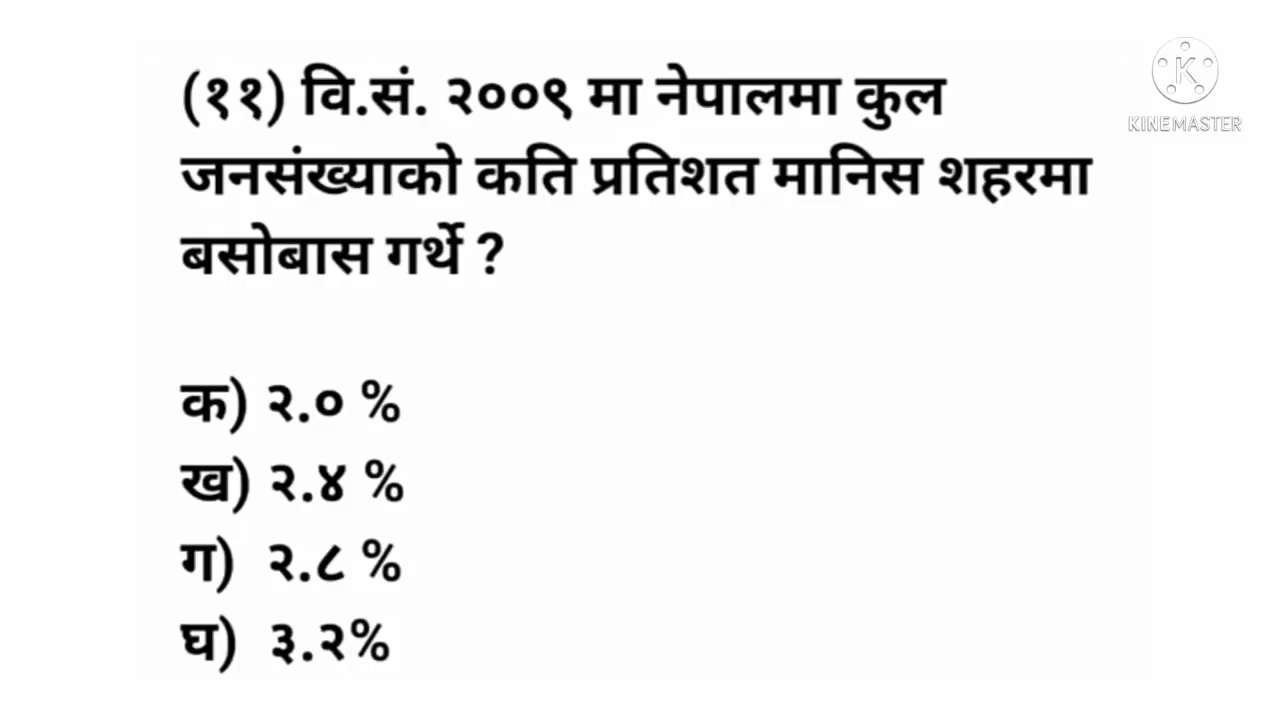 (११) वि.सं. २००९ मा नेपालमा कुल
जनसंख्याको कति प्रतिशत मानिस शहरमा
बसोबास गर्थे ?
क) २.० %
ख) २.४ %
ग) २.८ %
घ) ३.२%
K
KINEMASTER